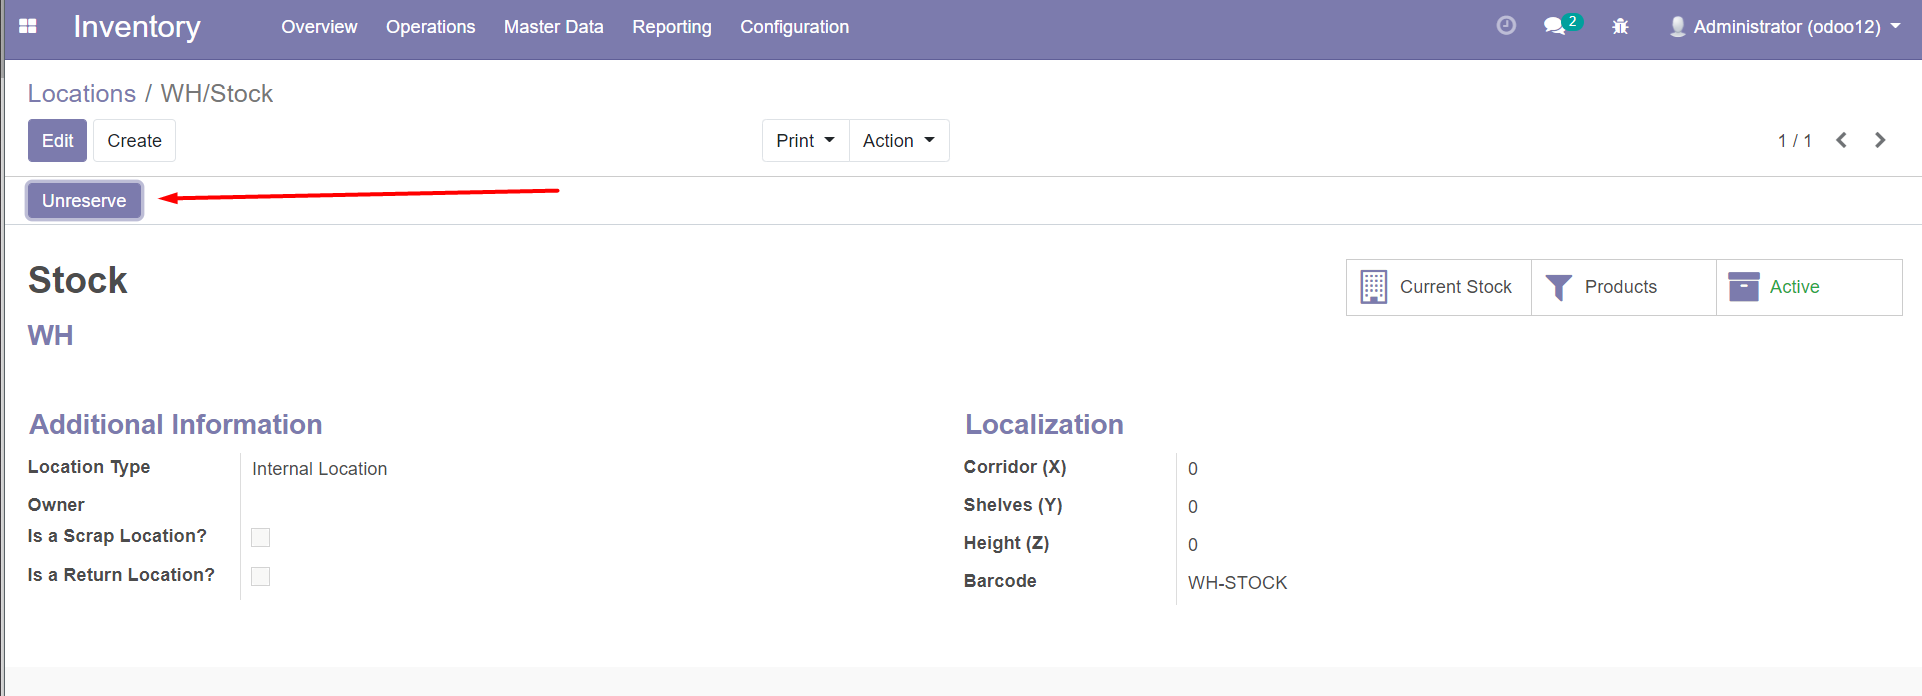 Inventory Overview Operations Master Data Reporting Configuration 2 Administrator (odoo12)
Locations / WH/Stock
Edit Create Print Action 1 / 1
Unreserve
Stock
Current Stock Products Active
WH
Additional Information
Location Type Internal Location
Owner
Is a Scrap Location?
Is a Return Location?
Localization
Corridor (X) 0
Shelves (Y) 0
Height (Z) 0
Barcode WH-STOCK